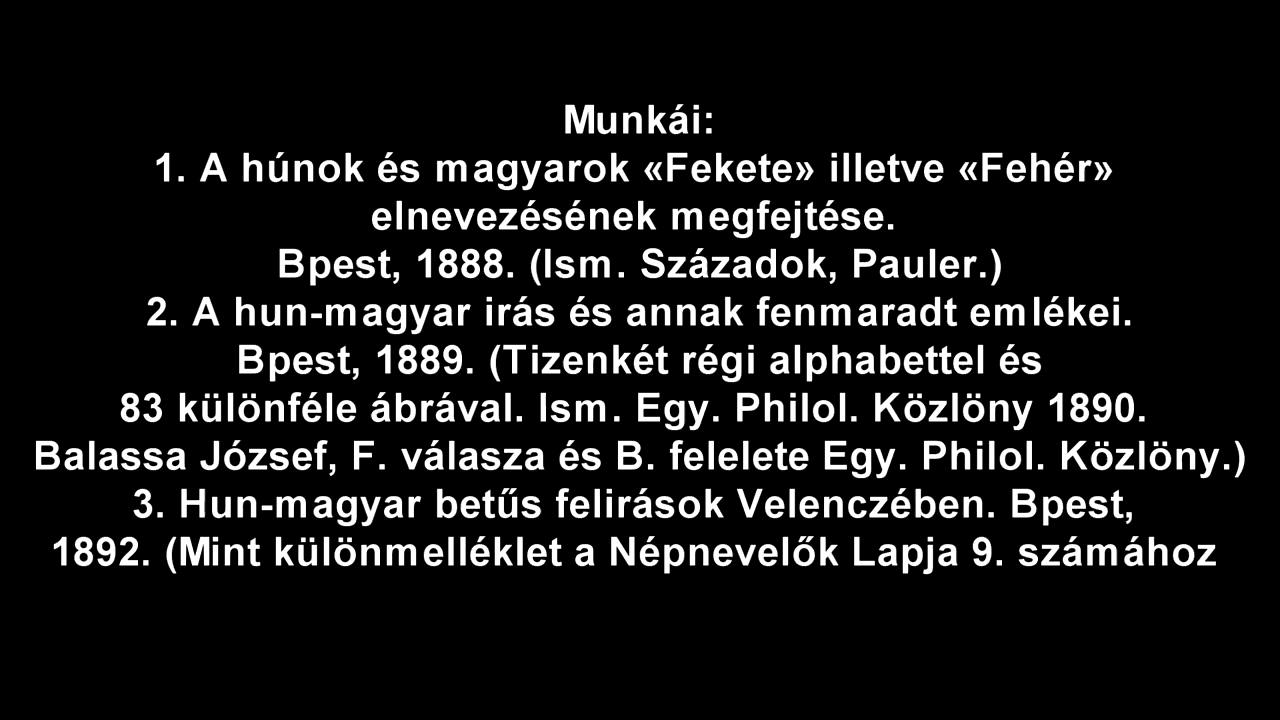 Munkái:
1. A húnok és magyarok «Fekete» illetve «Fehér»
elnevezésének megfejtése.
Bpest, 1888. (Ism. Századok, Pauler.)
2. A hun-magyar irás és annak fenmaradt emlékei.
Bpest, 1889. (Tizenkét régi alphabettel és
83 különféle ábrával. Ism. Egy. Philol. Közlöny 1890.
Balassa József, F. válasza és B. felelete Egy. Philol. Közlöny.)
3. Hun-magyar betűs felirások Velenczében. Bpest,
1892. (Mint különmelléklet a Népnevelők Lapja 9. számához